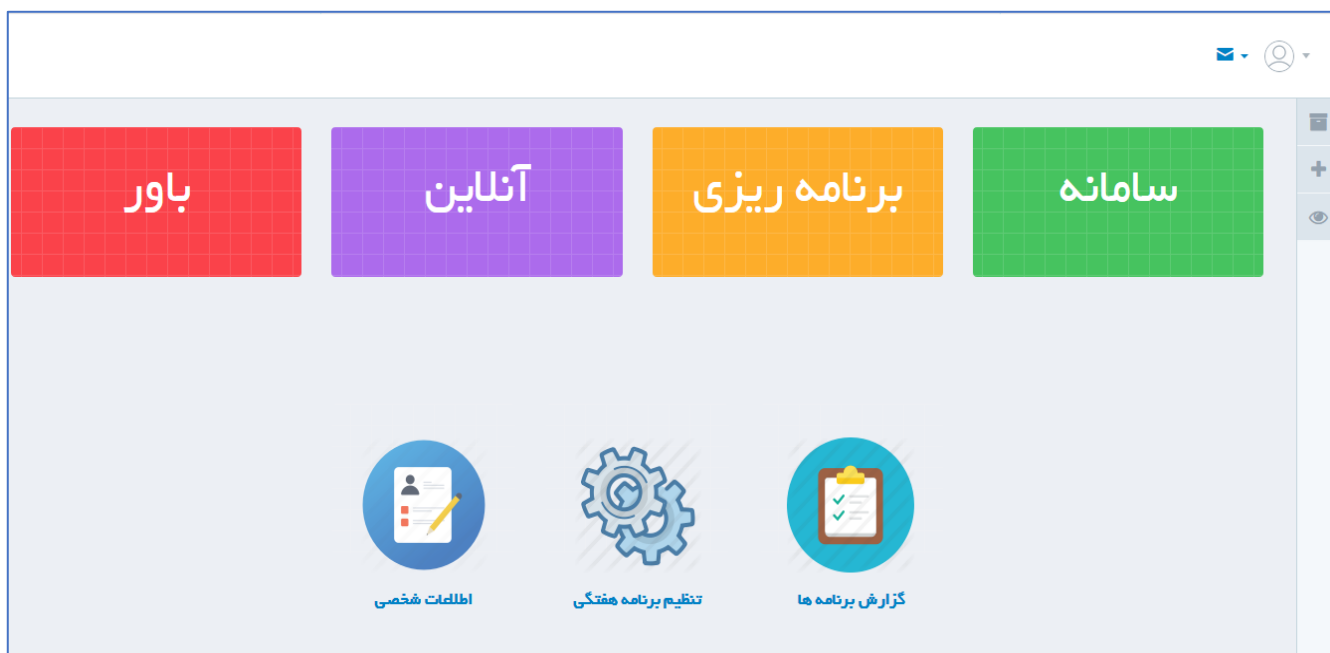 سامانه
برنامه ریزی
آنلاین
باور
گزارش برنامه ها
تنظیم برنامه هفتگی
اطلاعات شخصی